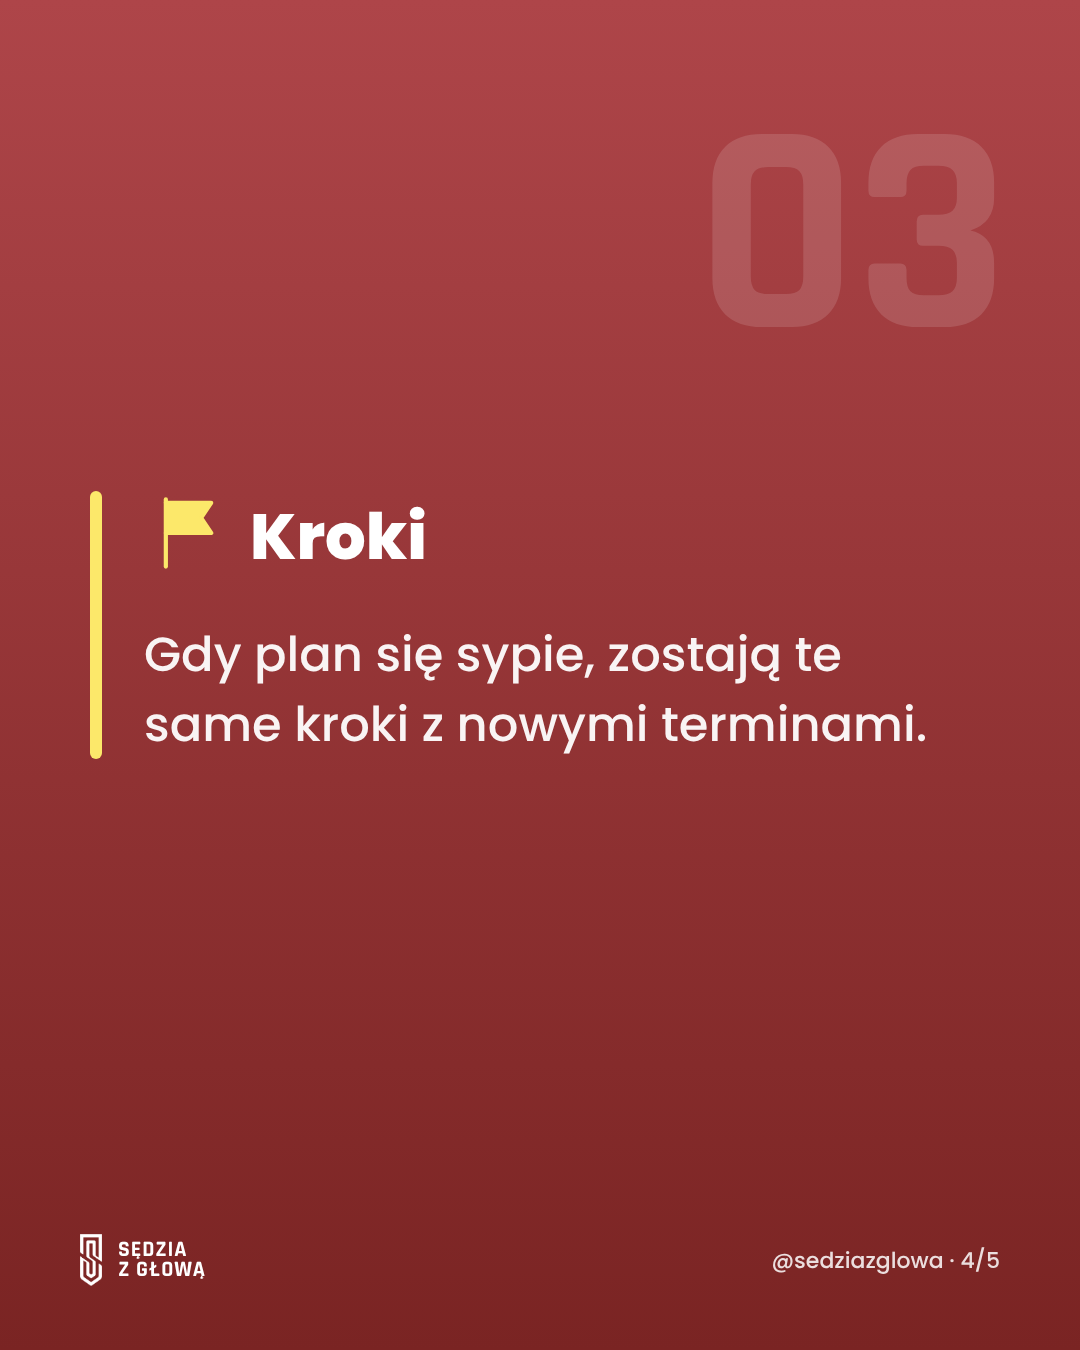 03
Kroki
Gdy plan się sypie, zostają te
same kroki z nowymi terminami.
SĘDZIA
Z GŁOWĄ
@sedziazglowa · 4/5